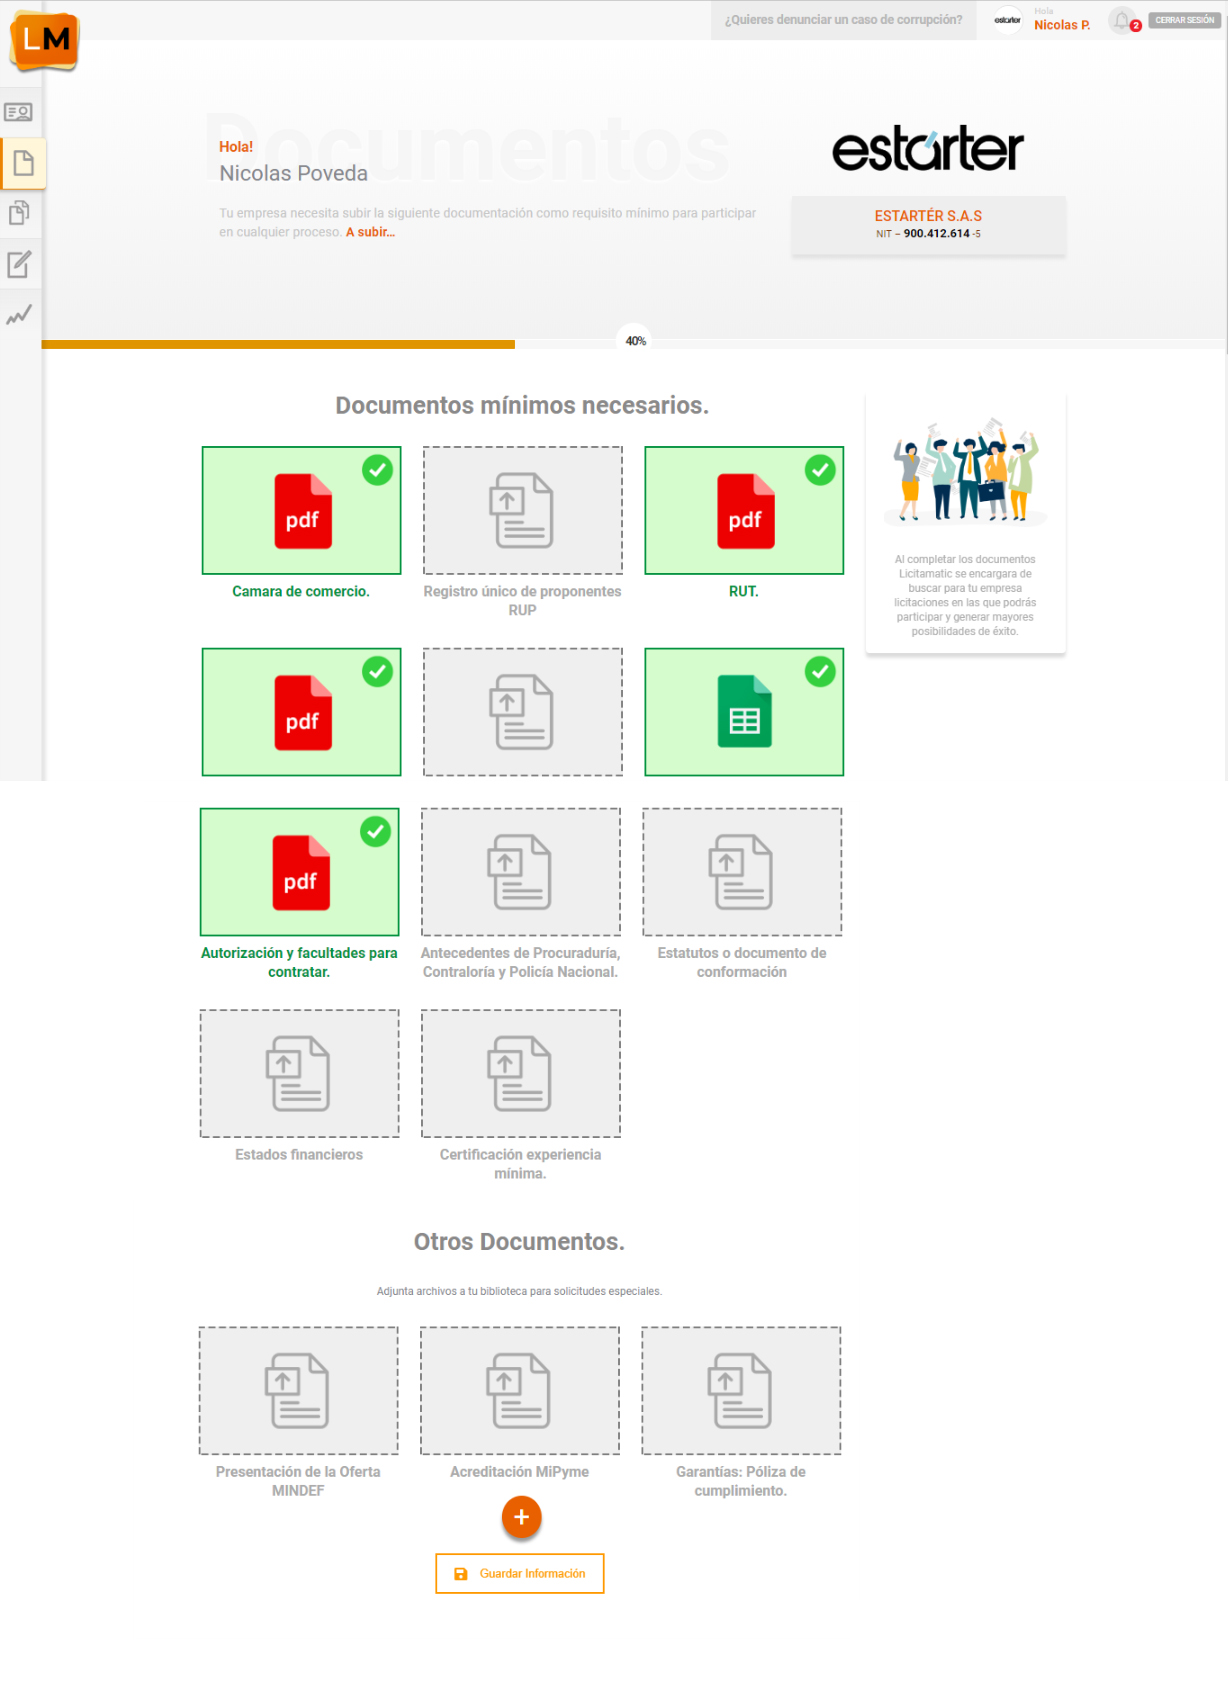 LM
¿Quieres denunciar un caso de corrupción?
estárter
Hola
Nicolas P.
2
CERRAR SESIÓN
Documentos
Hola!
Nicolas Poveda
Tu empresa necesita subir la siguiente documentación como requisito mínimo para participar
en cualquier proceso. A subir...
estárter
ESTARTÉR S.A.S
NIT – 900.412.614 -5
40%
Documentos mínimos necesarios.
pdf
pdf
Camara de comercio.
Registro único de proponentes
RUP
RUT.
Al completar los documentos
Licitamatic se encargara de
buscar para tu empresa
licitaciones en las que podrás
participar y generar mayores
posibilidades de éxito.
pdf
pdf
Autorización y facultades para
contratar.
Antecedentes de Procuraduría,
Contraloría y Policía Nacional.
Estatutos o documento de
conformación
Estados financieros
Certificación experiencia
mínima.
Otros Documentos.
Adjunta archivos a tu biblioteca para solicitudes especiales.
Presentación de la Oferta
MINDEF
Acreditación MiPyme
Garantías: Póliza de
cumplimiento.
+
Guardar Información